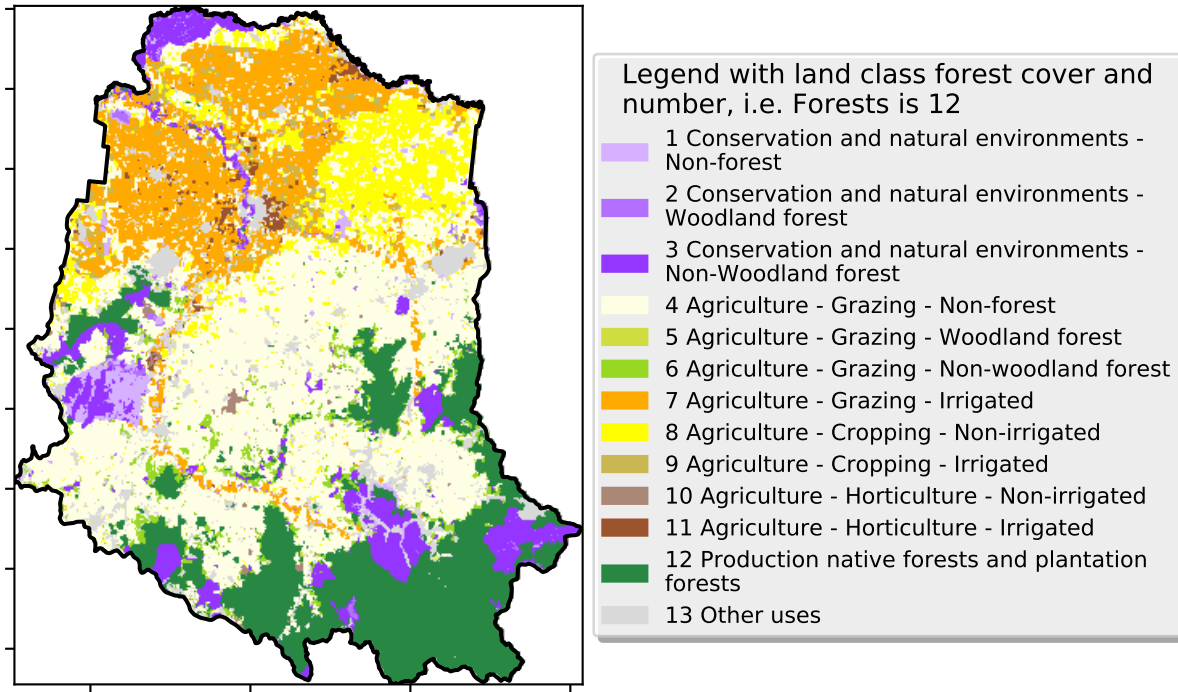 Legend with land class forest cover and
number, i.e. Forests is 12
1 Conservation and natural environments -
Non-forest
2 Conservation and natural environments -
Woodland forest
3 Conservation and natural environments -
Non-Woodland forest
4 Agriculture - Grazing - Non-forest
5 Agriculture - Grazing - Woodland forest
6 Agriculture - Grazing - Non-woodland forest
7 Agriculture - Grazing - Irrigated
8 Agriculture - Cropping - Non-irrigated
9 Agriculture - Cropping - Irrigated
10 Agriculture - Horticulture - Non-irrigated
11 Agriculture - Horticulture - Irrigated
12 Production native forests and plantation
forests
13 Other uses